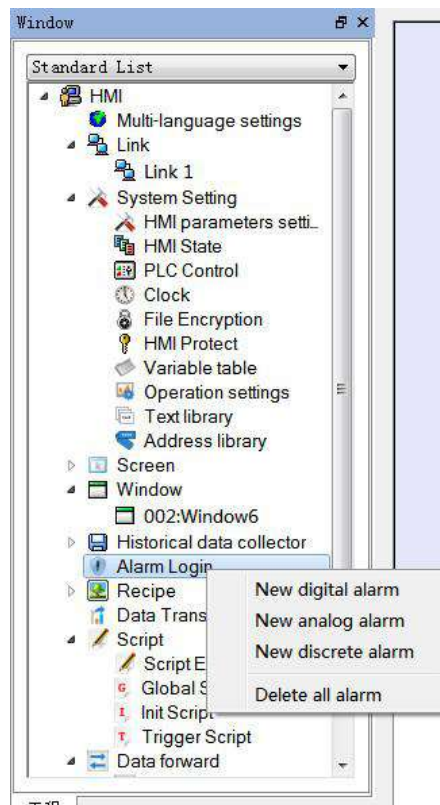 Window
Standard List
HMI
Multi-language settings
Link
Link 1
System Setting
HMI parameters setti..
HMI State
PLC Control
Clock
File Encryption
HMI Protect
Variable table
Operation settings
Text library
Address library
Screen
Window
002:Window6
Historical data collector
Alarm Login
Recipe
Data Trans
Script
Script E
Global S
Init Script
Trigger Script
Data forward
New digital alarm
New analog alarm
New discrete alarm
Delete all alarm